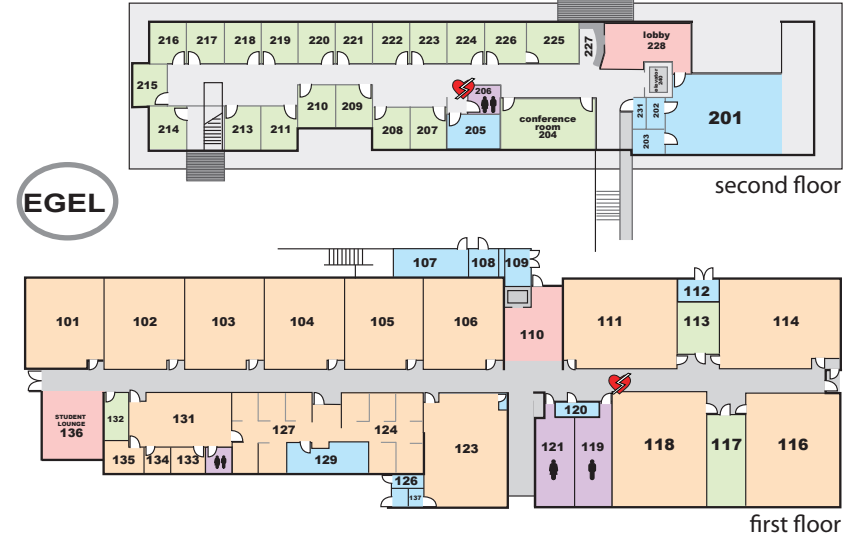 216 217 218 219 220 221 222 223 224 226 225 227 lobby
228
215 elevator
240
206
210 209 231 202 201
214 213 211 208 207 205 conference
room
204
203
second floor
EGEL
107 108 109
112
101 102 103 104 105 106 110 111 113 114
STUDENT
LOUNGE
136
132 131 127 124 120
121 119 118 117 116
123
135 134 133 129
126
137
first floor